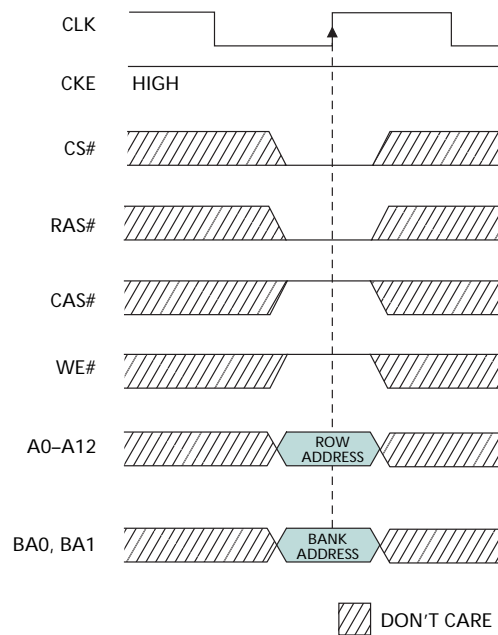 CLK
CKE HIGH
CS#
RAS#
CAS#
WE#
A0–A12 ROW
ADDRESS
BA0, BA1 BANK
ADDRESS
DON'T CARE